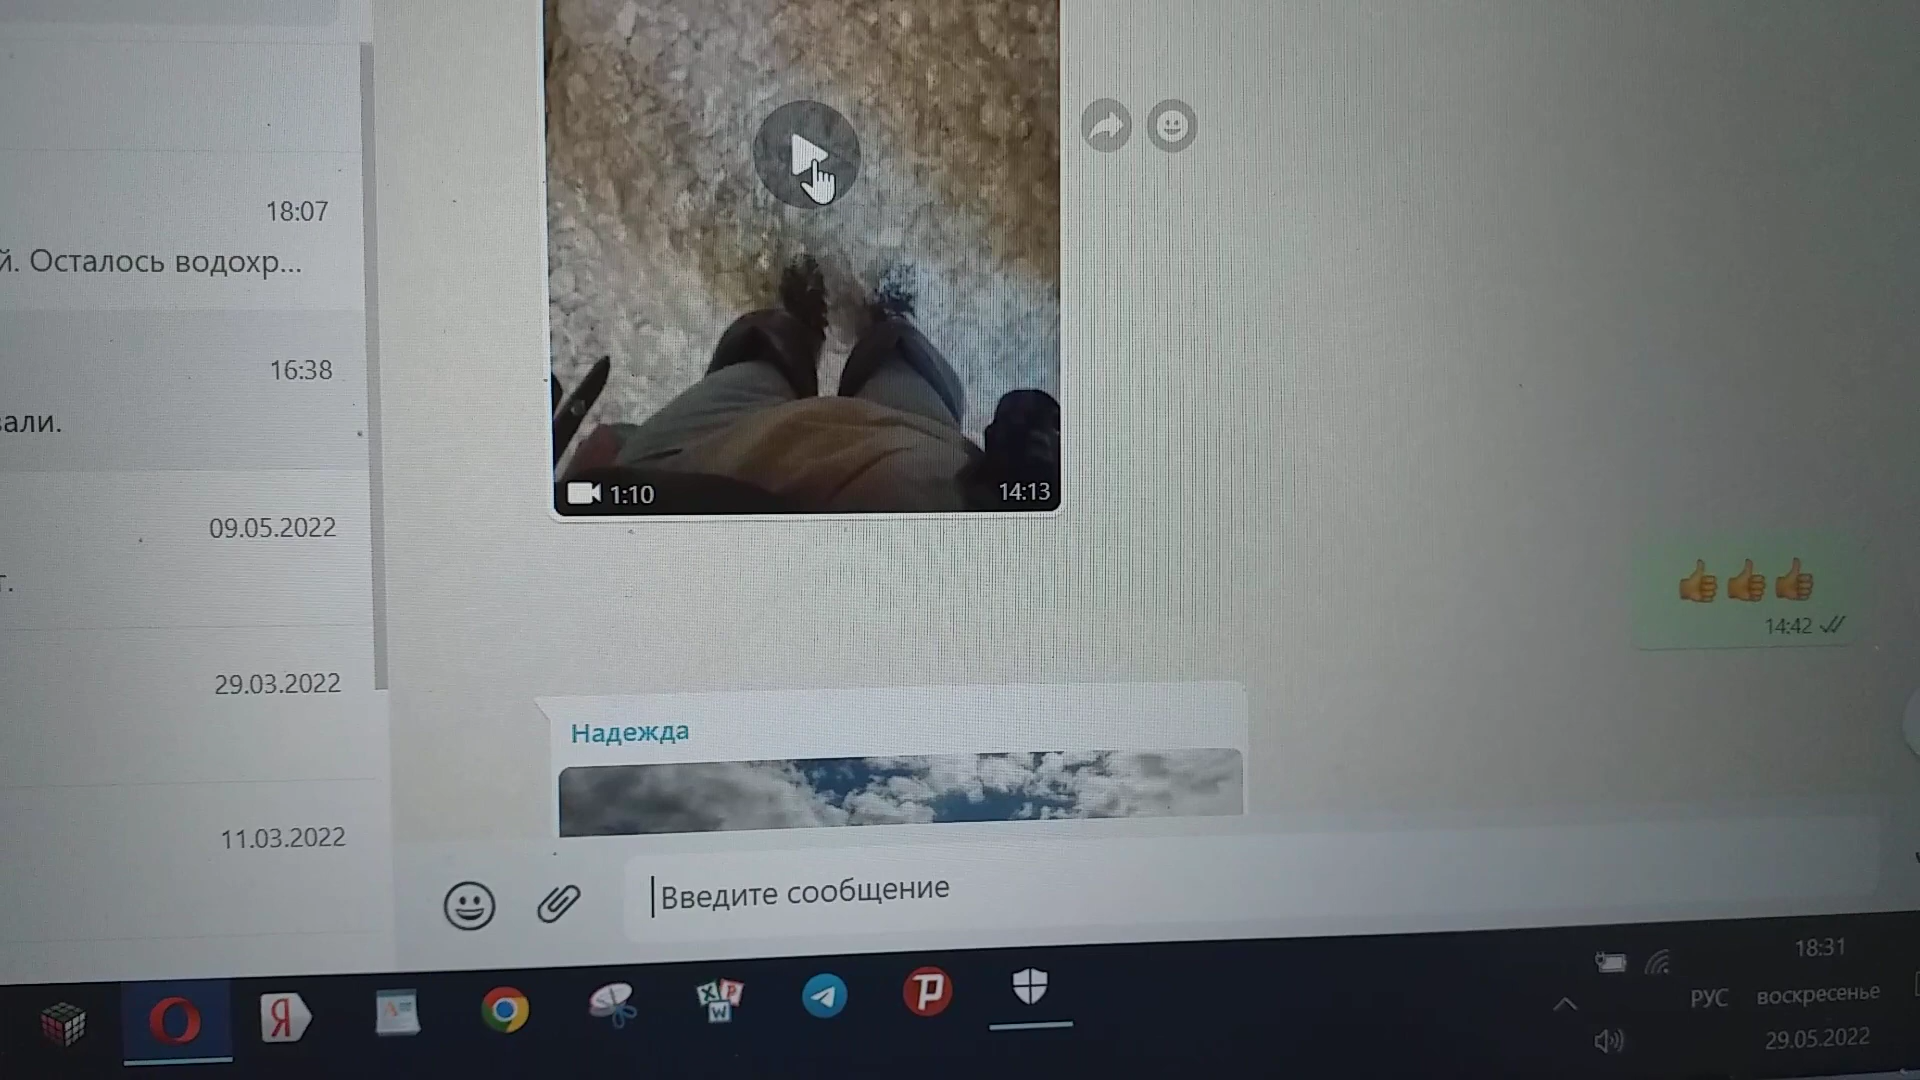 18:07
й. Осталось водохр...
16:38
вали.
09.05.2022
г.
29.03.2022
11.03.2022
1:10
14:13
14:42
Надежда
Введите сообщение
18:31
РУС
воскресенье
29.05.2022